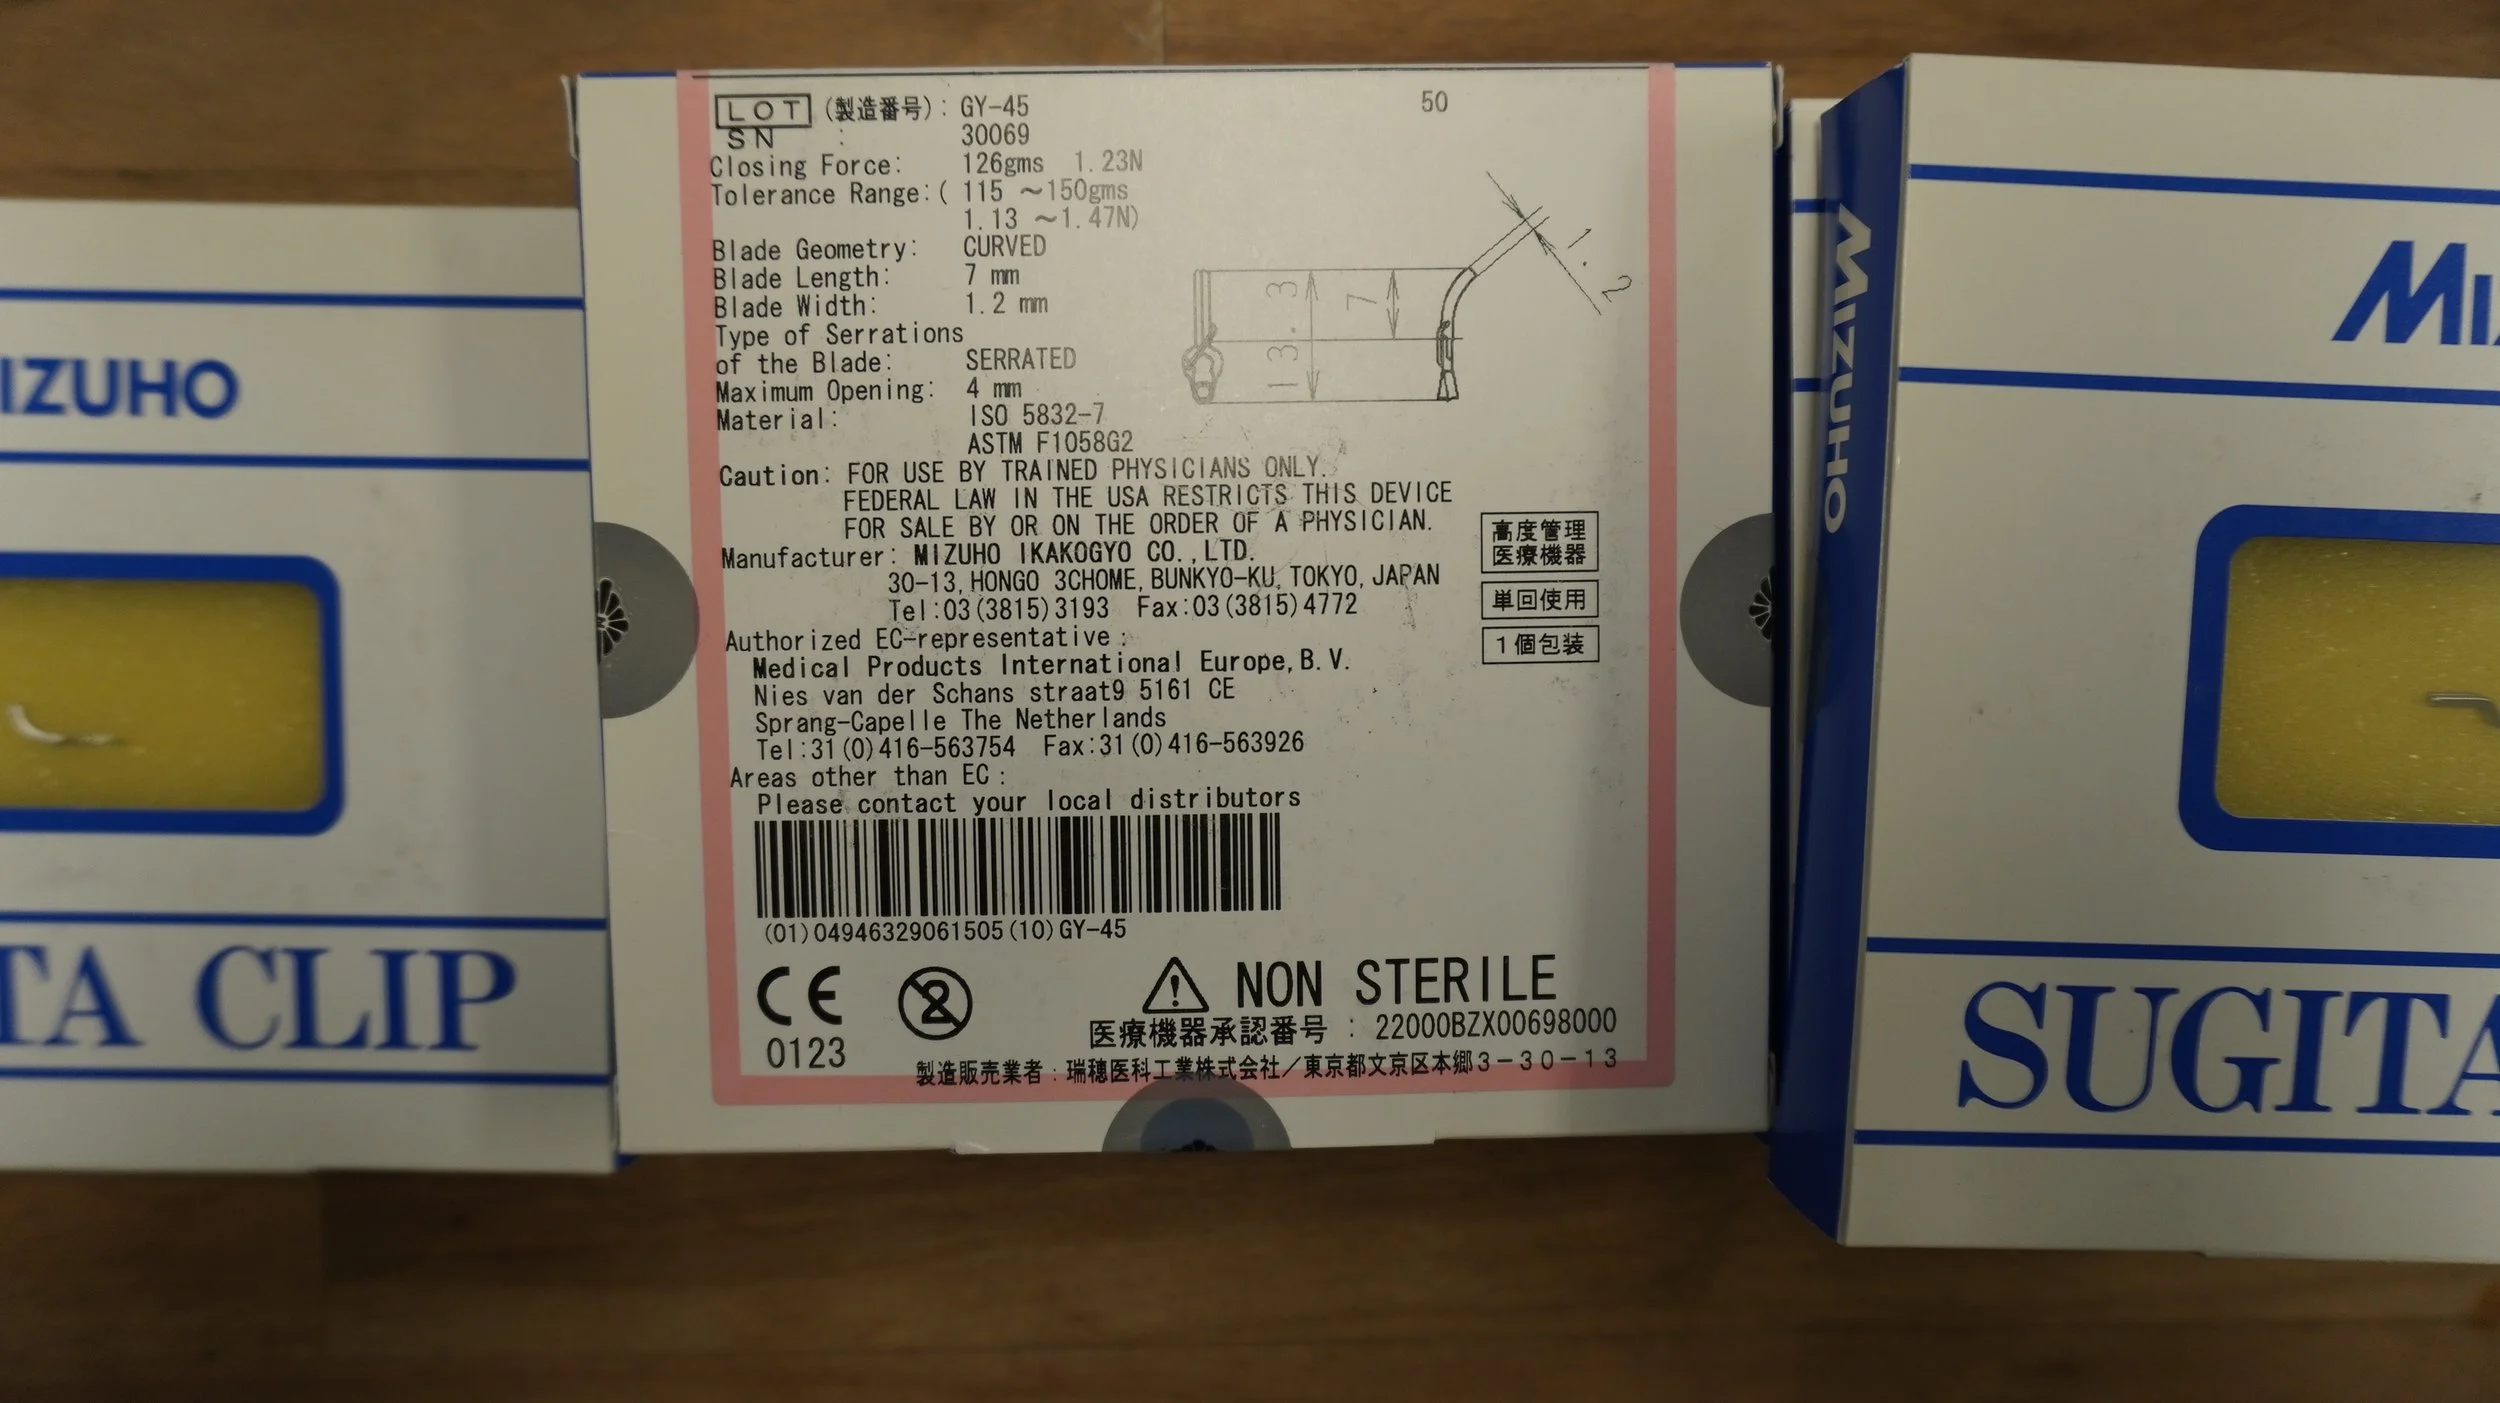 LOT (製造番号): GY-45
50
SN : 30069
Closing Force: 126gms 1.23N
Tolerance Range:( 115 ～150gms
1.13 ～1.47N)
Blade Geometry: CURVED
Blade Length: 7 mm
Blade Width: 1.2 mm
Type of Serrations
of the Blade: SERRATED
Maximum Opening: 4 mm
Material: ISO 5832-7
ASTM F1058G2
13.3
7
1.2
Caution: FOR USE BY TRAINED PHYSICIANS ONLY.
FEDERAL LAW IN THE USA RESTRICTS THIS DEVICE
FOR SALE BY OR ON THE ORDER OF A PHYSICIAN.
Manufacturer: MIZUHO IKAKOGYO CO.,LTD.
30-13,HONGO 3CHOME,BUNKYO-KU,TOKYO,JAPAN
Tel:03(3815)3193 Fax:03(3815)4772
高度管理
医療機器
単回使用
1個包装
Authorized EC-representative:
Medical Products International Europe,B.V.
Nies van der Schans straat9 5161 CE
Sprang-Capelle The Netherlands
Tel:31(0)416-563754 Fax:31(0)416-563926
Areas other than EC:
Please contact your local distributors
(01)04946329061505(10)GY-45
CE
0123
2
NON STERILE
医療機器承認番号 : 22000BZX00698000
製造販売業者:瑞穂医科工業株式会社／東京都文京区本郷3－30－13
IZUHO
TA CLIP
MIZUHO
MIZ
SUGITA